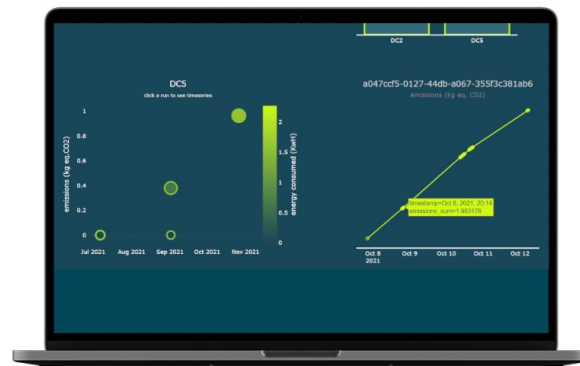 DC2 DC5
DC5
click a run to see timeseries
emissions (kg eq.CO2)
1
0.8
0.6
0.4
0.2
0
Jul 2021 Aug 2021 Sep 2021 Oct 2021 Nov 2021
2
1.5
1
0.5
0
energy consumed (KwH)
a047ccf5-0127-44db-a067-355f3c381ab6
emissions (kg eq. CO2)
timestamp=Oct 8, 2021, 20:14
emissions_sum=1.683178
Oct 8 Oct 9 Oct 10 Oct 11 Oct 12
2021